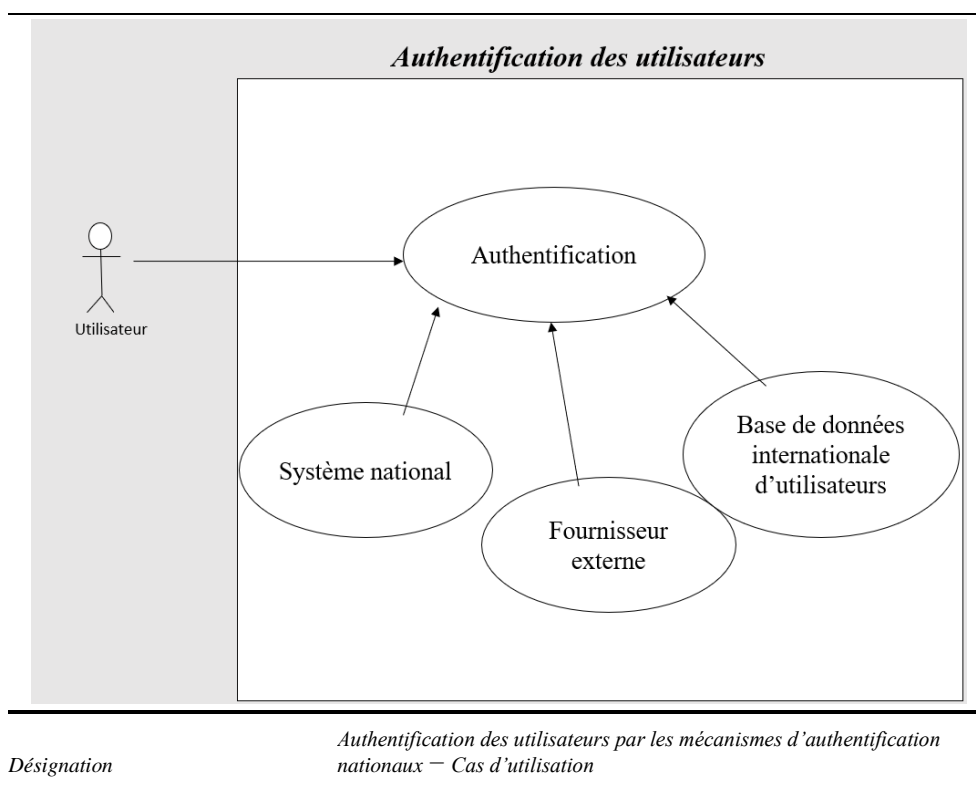 Authentification des utilisateurs
Authentification
Utilisateur
Système national
Base de données
internationale
d’utilisateurs
Fournisseur
externe
Authentification des utilisateurs par les mécanismes d’authentification
Désignation
nationaux — Cas d’utilisation